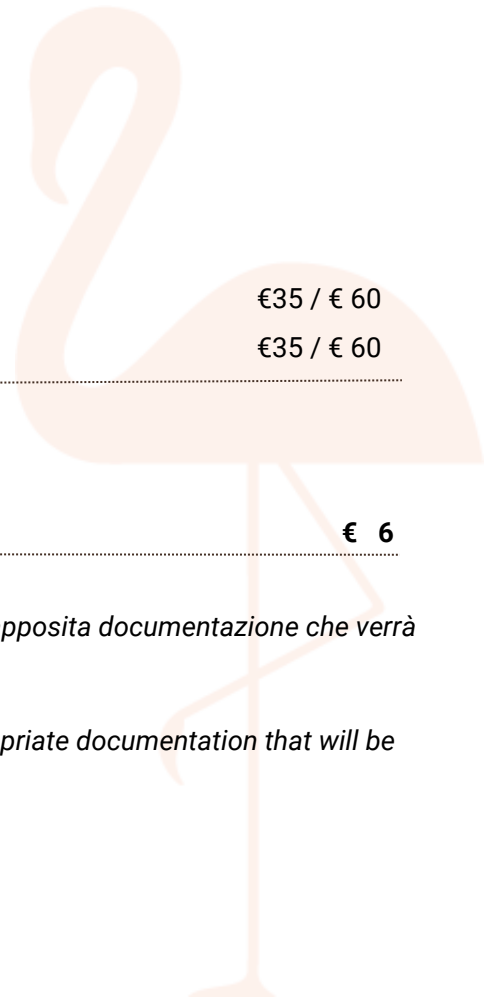 €35 / € 60
€35 / € 60
€ 6
pposita documentazione che verrà
priate documentation that will be